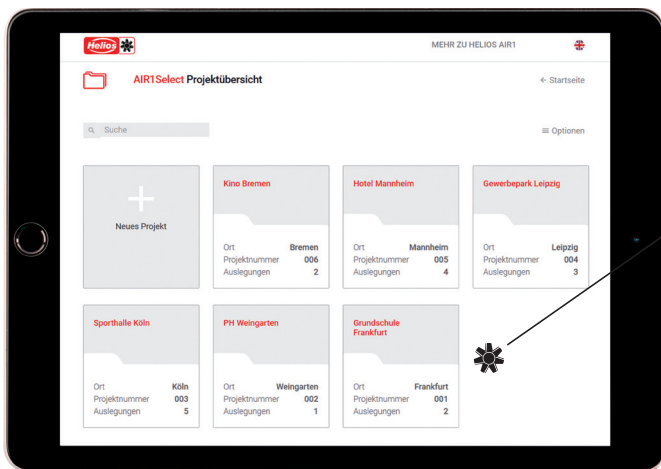 Helios
MEHR ZU HELIOS AIR1
AIR1Select Projektübersicht
← Startseite
Suche
≡ Optionen
Neues Projekt
Kino Bremen
Ort Bremen
Projektnummer 006
Auslegungen 2
Hotel Mannheim
Ort Mannheim
Projektnummer 005
Auslegungen 4
Gewerbepark Leipzig
Ort Leipzig
Projektnummer 004
Auslegungen 3
Sporthalle Köln
Ort Köln
Projektnummer 003
Auslegungen 5
PH Weingarten
Ort Weingarten
Projektnummer 002
Auslegungen 1
Grundschule
Frankfurt
Ort Frankfurt
Projektnummer 001
Auslegungen 2